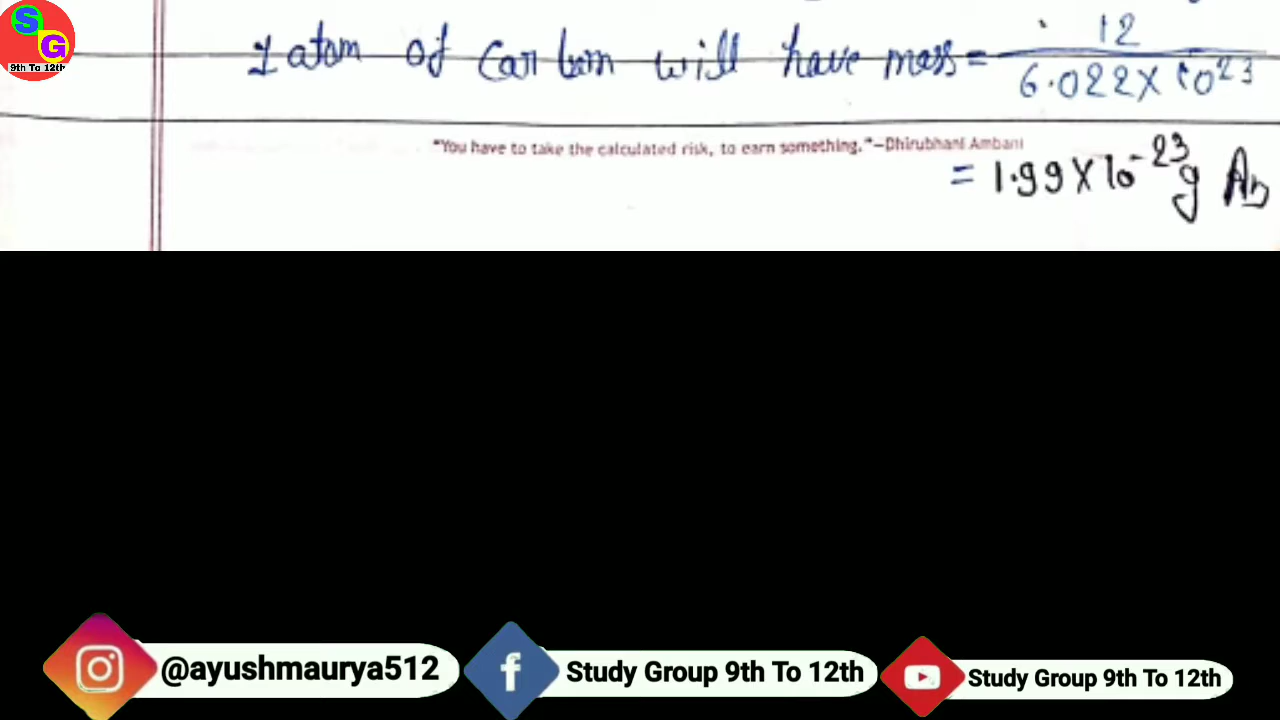 SG
9th To 12th
1 atom of Carbon will have mass = 12
6.022 X 10²³
"You have to take the calculated risk, to earn something."—Dhirubhani Ambani
= 1.99 X 10⁻²³ g
@ayushmaurya512
Study Group 9th To 12th
Study Group 9th To 12th